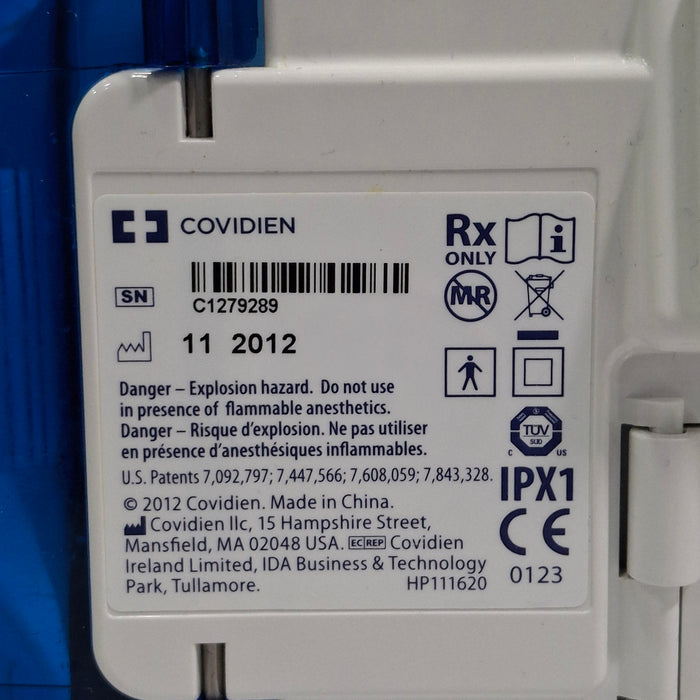 COVIDIEN
Rx
ONLY
i
SN
C1279289
MR
11 2012
Danger – Explosion hazard. Do not use
in presence of flammable anesthetics.
Danger – Risque d'explosion. Ne pas utiliser
en présence d'anesthésiques inflammables.
U.S. Patents 7,092,797; 7,447,566; 7,608,059; 7,843,328.
© 2012 Covidien. Made in China.
Covidien llc, 15 Hampshire Street,
Mansfield, MA 02048 USA. EC REP Covidien
Ireland Limited, IDA Business & Technology
Park, Tullamore.
HP111620
TÜV
SÜD
C US
IPX1
CE
0123